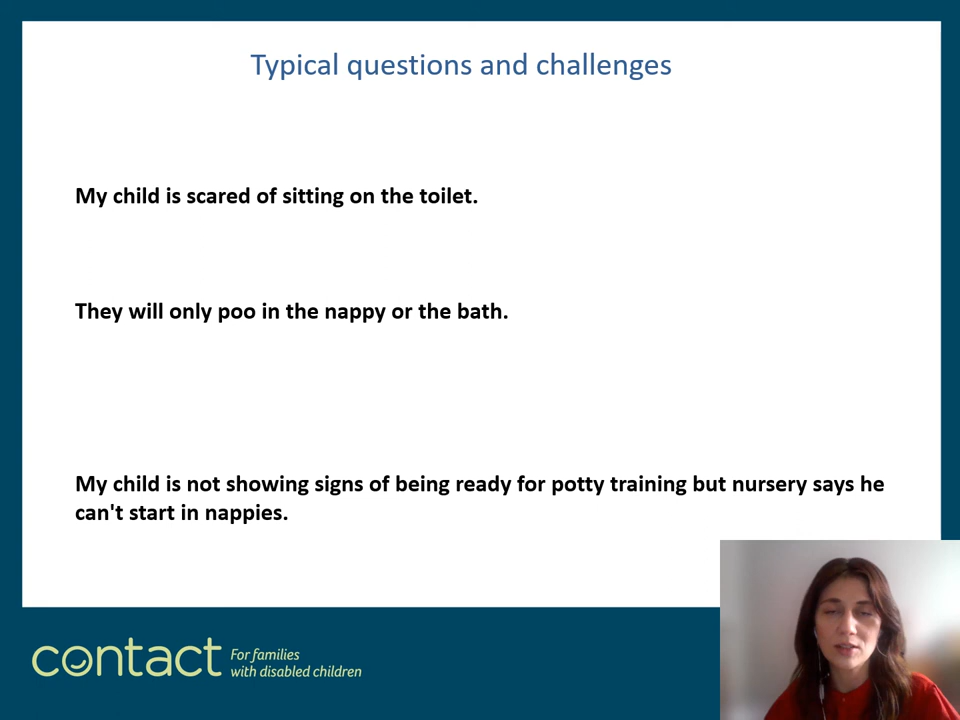 Typical questions and challenges
My child is scared of sitting on the toilet.
They will only poo in the nappy or the bath.
My child is not showing signs of being ready for potty training but nursery says he
can't start in nappies.
contact
For families
with disabled children